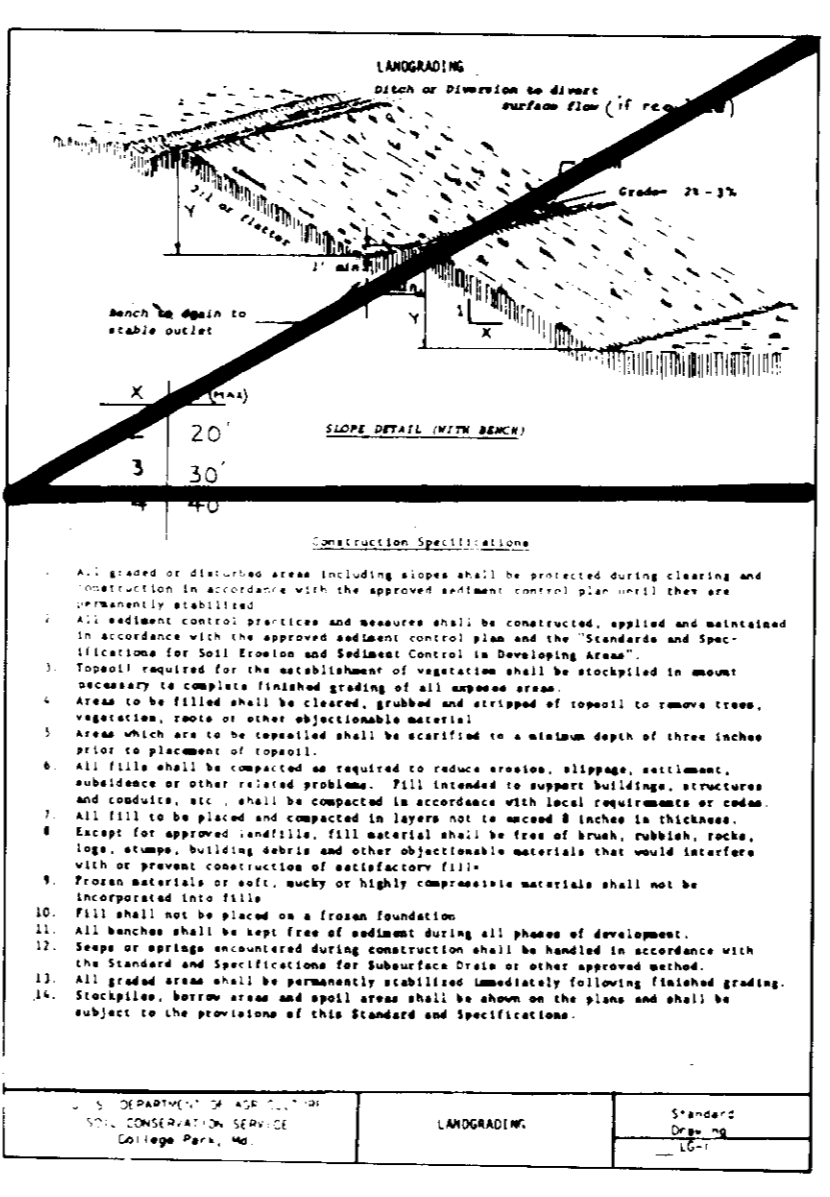 LANDGRADING
Ditch or Diversion to divert
surface flow (if
Grade= 2% - 3%
Y
2:1 or flatter
1' min
Bench to drain to
stable outlet
Y
1
X
X (MAX)
20'
3 30'
4 40'
SLOPE DETAIL (WITH BENCH)
Construction Specifications
All graded or disturbed areas including slopes shall be protected during clearing and
construction in accordance with the approved sediment control plan until they are
permanently stabilized
2. All sediment control practices and measures shall be constructed, applied and maintained
in accordance with the approved sediment control plan and the "Standards and Spec-
ifications for Soil Erosion and Sediment Control in Developing Areas".
3. Topsoil required for the establishment of vegetation shall be stockpiled in amount
necessary to complete finished grading of all exposed areas.
4 Areas to be filled shall be cleared, grubbed and stripped of topsoil to remove trees,
vegetation, roots or other objectionable material
5 Areas which are to be topsoiled shall be scarified to a minimum depth of three inches
prior to placement of topsoil.
6. All fills shall be compacted as required to reduce erosion, slippage, settlement,
subsidence or other related problems. Fill intended to support buildings, structures
and conduits, etc., shall be compacted in accordance with local requirements or codes.
7. All fill to be placed and compacted in layers not to exceed 8 inches in thickness.
8 Except for approved landfills, fill material shall be free of brush, rubbish, rocks,
logs, stumps, building debris and other objectionable materials that would interfere
with or prevent construction of satisfactory fills
9. Frozen materials or soft, mucky or highly compressible materials shall not be
incorporated into fills
10. Fill shall not be placed on a frozen foundation
11. All benches shall be kept free of sediment during all phases of development.
12. Seeps or springs encountered during construction shall be handled in accordance with
the Standard and Specifications for Subsurface Drain or other approved method.
13. All graded areas shall be permanently stabilized immediately following finished grading.
14. Stockpiles, borrow areas and spoil areas shall be shown on the plans and shall be
subject to the provisions of this Standard and Specifications.
U. S. DEPARTMENT OF AGRICULTURE
SOIL CONSERVATION SERVICE
College Park, Md.
LANDGRADING
Standard
Drawing
LG-1